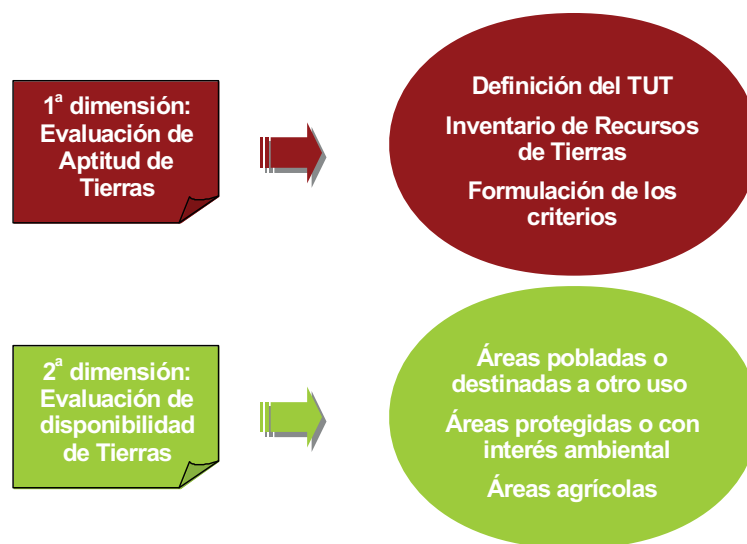 1ª dimensión:
Evaluación de
Aptitud de
Tierras
Definición del TUT
Inventario de Recursos
de Tierras
Formulación de los
criterios
2ª dimensión:
Evaluación de
disponibilidad
de Tierras
Áreas pobladas o
destinadas a otro uso
Áreas protegidas o con
interés ambiental
Áreas agrícolas